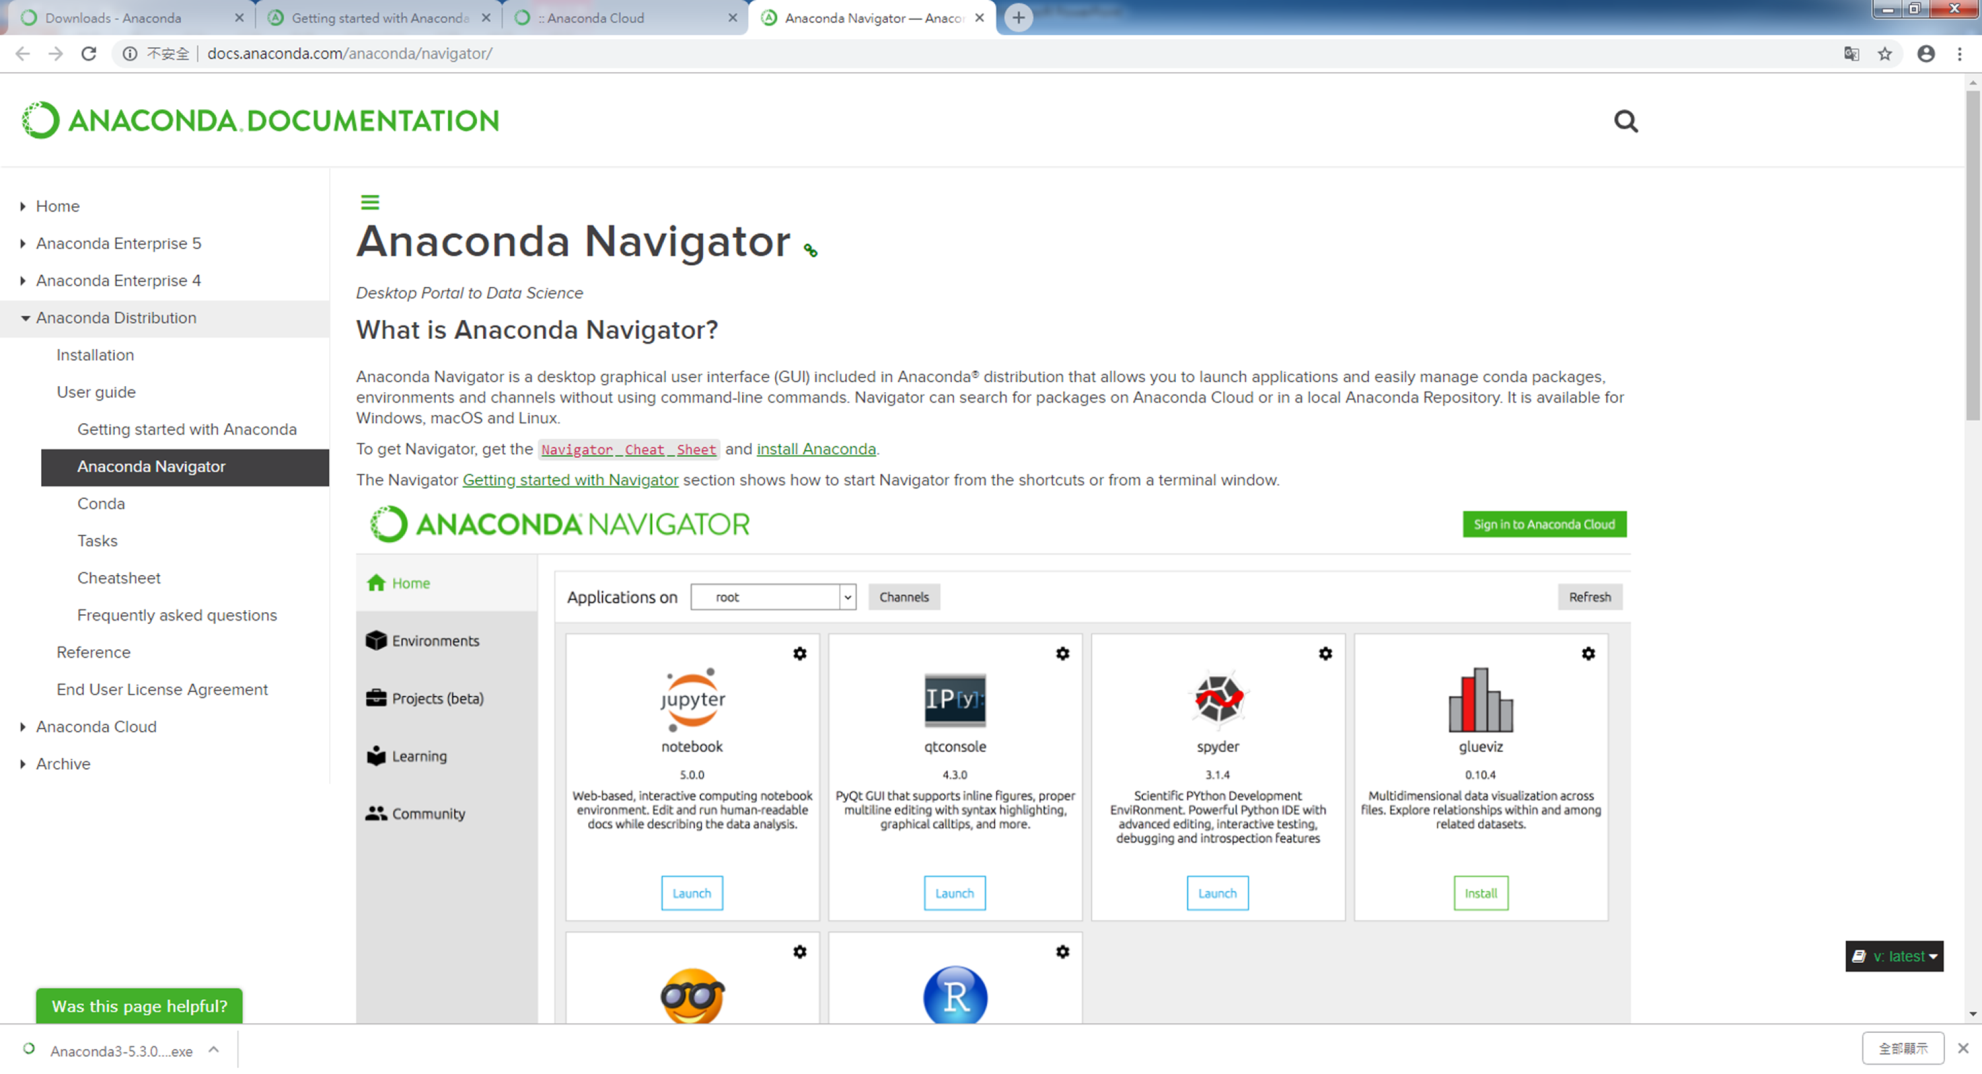 Downloads - Anaconda
Getting started with Anaconda
:: Anaconda Cloud
Anaconda Navigator — Anaco
不安全 | docs.anaconda.com/anaconda/navigator/
ANACONDA. DOCUMENTATION
Home
Anaconda Enterprise 5
Anaconda Enterprise 4
Anaconda Distribution
Installation
User guide
Getting started with Anaconda
Anaconda Navigator
Conda
Tasks
Cheatsheet
Frequently asked questions
Reference
End User License Agreement
Anaconda Cloud
Archive
Anaconda Navigator
Desktop Portal to Data Science
What is Anaconda Navigator?
Anaconda Navigator is a desktop graphical user interface (GUI) included in Anaconda® distribution that allows you to launch applications and easily manage conda packages,
environments and channels without using command-line commands. Navigator can search for packages on Anaconda Cloud or in a local Anaconda Repository. It is available for
Windows, macOS and Linux.
To get Navigator, get the Navigator Cheat Sheet and install Anaconda.
The Navigator Getting started with Navigator section shows how to start Navigator from the shortcuts or from a terminal window.
ANACONDA NAVIGATOR
Sign in to Anaconda Cloud
Home
Environments
Projects (beta)
Learning
Community
Applications on root Channels Refresh
jupyter
notebook
5.0.0
Web-based, interactive computing notebook
environment. Edit and run human-readable
docs while describing the data analysis.
Launch
IP[y]:
qtconsole
4.3.0
PyQt GUI that supports inline figures, proper
multiline editing with syntax highlighting,
graphical calltips, and more.
Launch
spyder
3.1.4
Scientific PYthon Development
EnviRonment. Powerful Python IDE with
advanced editing, interactive testing,
debugging and introspection features
Launch
glueviz
0.10.4
Multidimensional data visualization across
files. Explore relationships within and among
related datasets.
Install
R
v: latest
Was this page helpful?
Anaconda3-5.3.0....exe
全部顯示